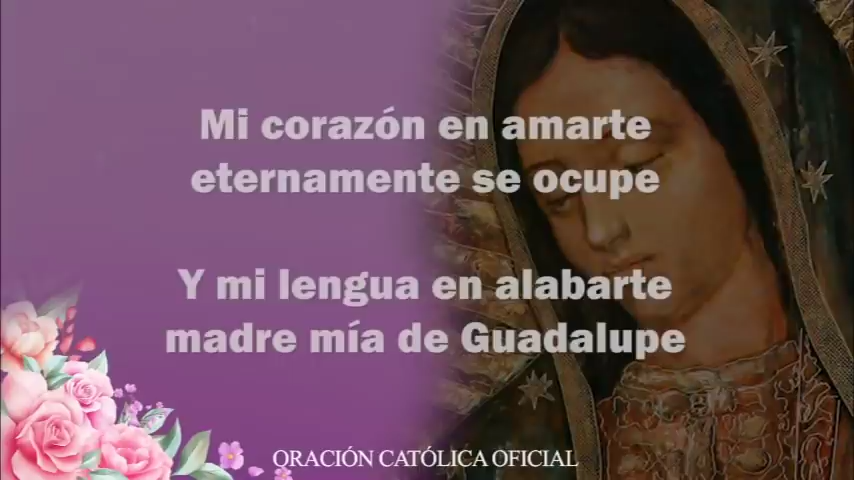 Mi corazón en amarte
eternamente se ocupe
Y mi lengua en alabarte
madre mía de Guadalupe
ORACIÓN CATÓLICA OFICIAL